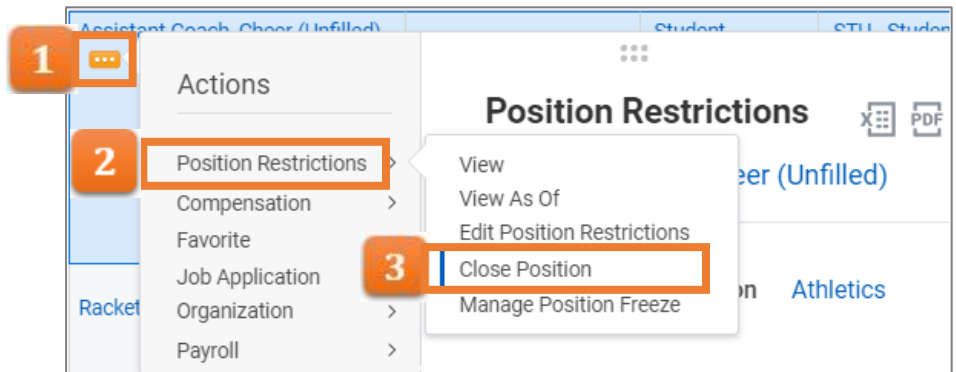 Assistant Coach, Cheer (Unfilled)
Student
STU Studen
1
Actions
Position Restrictions
PDF
2
Position Restrictions
View
eer (Unfilled)
Compensation
View As Of
Favorite
Edit Position Restrictions
Job Application
3
Close Position
on Athletics
Racket
Organization
Manage Position Freeze
Payroll